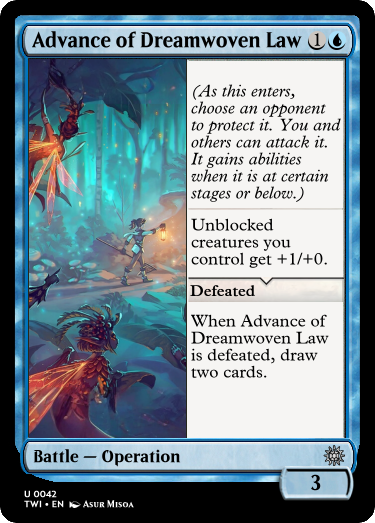 Advance of Dreamwoven Law 1
(As this enters,
choose an opponent
to protect it. You and
others can attack it.
It gains abilities
when it is at certain
stages or below.)
Unblocked
creatures you
control get +1/+0.
Defeated
When Advance of
Dreamwoven Law
is defeated, draw
two cards.
Battle — Operation
3
U 0042
TWI • EN Asur Misoa